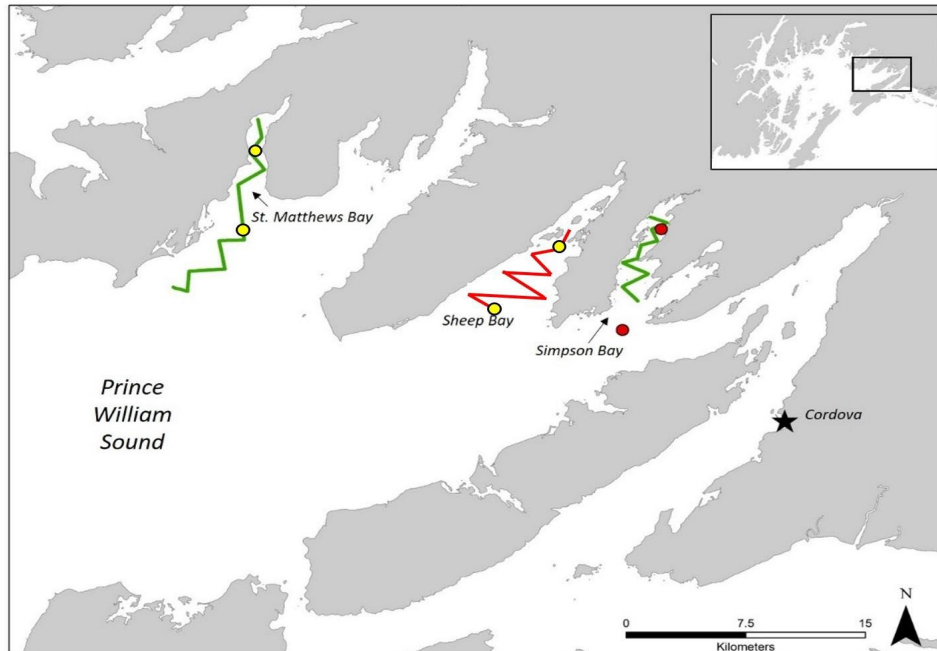 St. Matthews Bay
Sheep Bay
Simpson Bay
Prince
William
Sound
Cordova
N
0 7.5 15
Kilometers